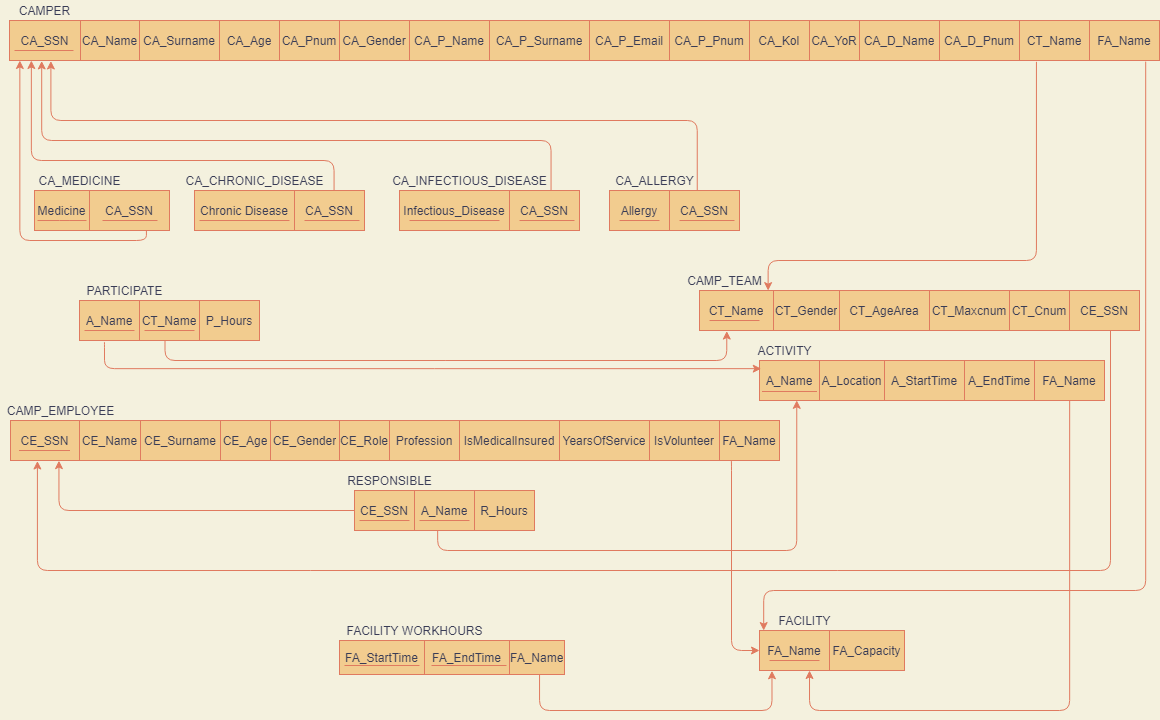 CAMPER
CA_SSN CA_Name CA_Surname CA_Age CA_Pnum CA_Gender CA_P_Name CA_P_Surname CA_P_Email CA_P_Pnum CA_Kol CA_YoR CA_D_Name CA_D_Pnum CT_Name FA_Name
CA_MEDICINE CA_CHRONIC_DISEASE CA_INFECTIOUS_DISEASE CA_ALLERGY
Medicine CA_SSN Chronic Disease CA_SSN Infectious_Disease CA_SSN Allergy CA_SSN
CAMP_TEAM
PARTICIPATE
CT_Name CT_Gender CT_AgeArea CT_Maxcnum CT_Cnum CE_SSN
A_Name CT_Name P_Hours
ACTIVITY
A_Name A_Location A_StartTime A_EndTime FA_Name
CAMP_EMPLOYEE
CE_SSN CE_Name CE_Surname CE_Age CE_Gender CE_Role Profession IsMedicalInsured YearsOfService IsVolunteer FA_Name
RESPONSIBLE
CE_SSN A_Name R_Hours
FACILITY
FACILITY WORKHOURS
FA_Name FA_Capacity
FA_StartTime FA_EndTime FA_Name